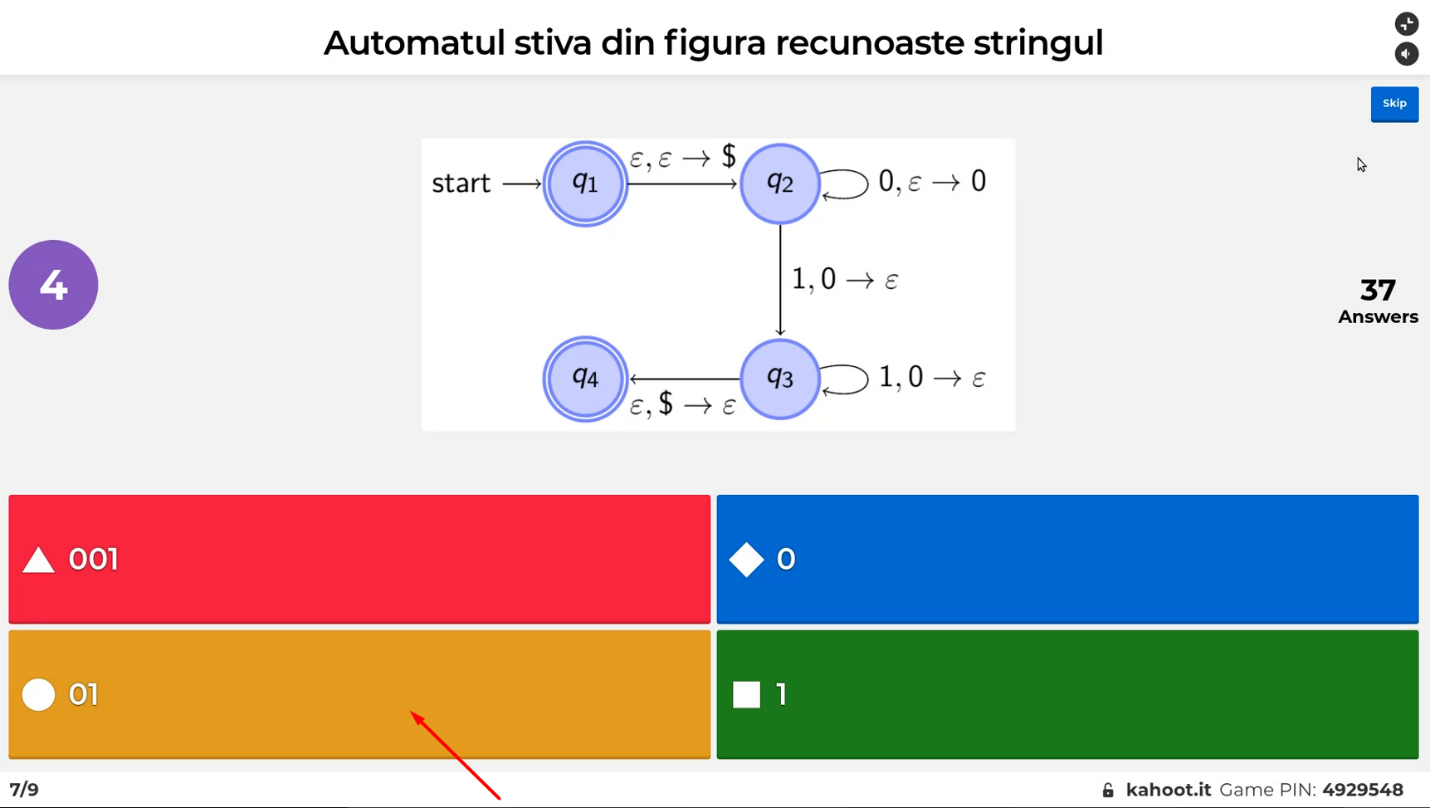 Automatul stiva din figura recunoaste stringul
Skip
start
q1
ε, ε → $
q2
0, ε → 0
4
1, 0 → ε
37
Answers
q4
ε, $ → ε
q3
1, 0 → ε
001
0
01
1
7/9
kahoot.it Game PIN: 4929548